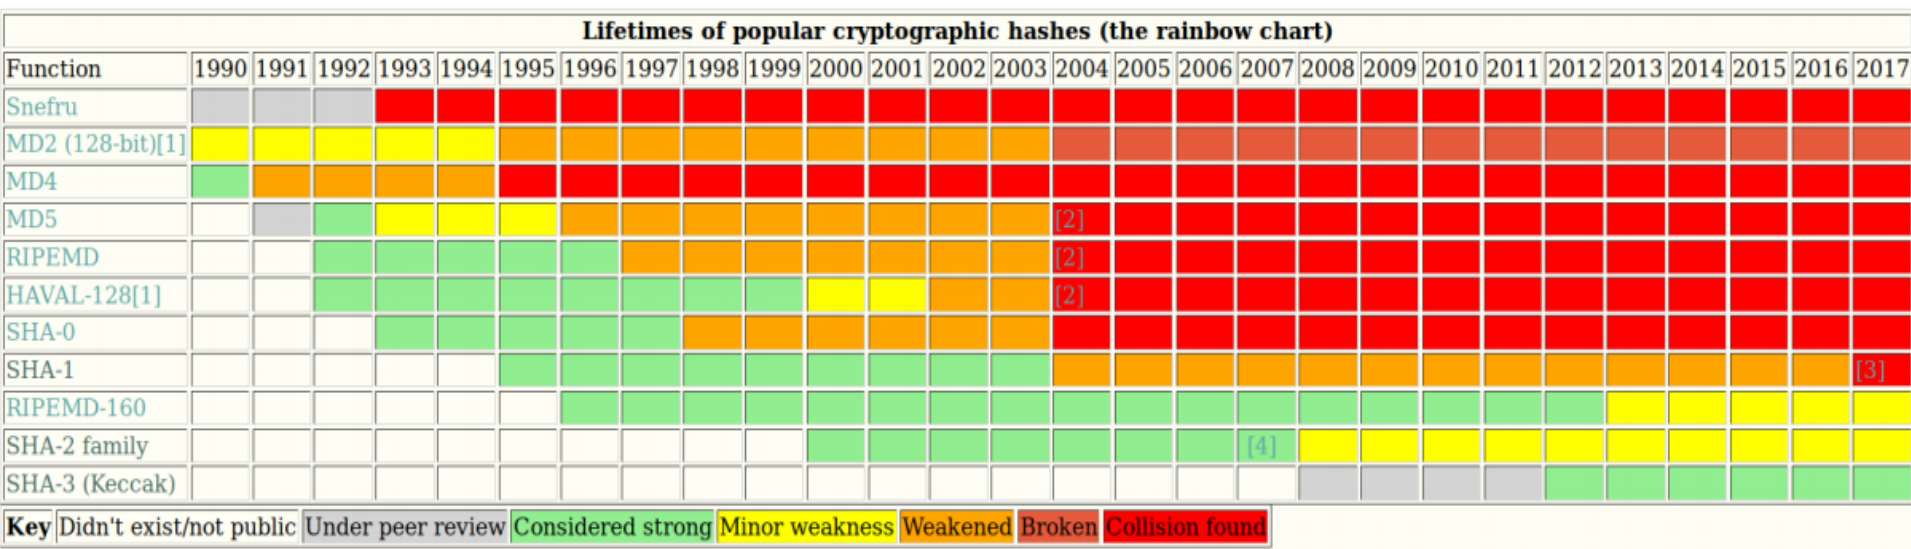 Lifetimes of popular cryptographic hashes (the rainbow chart)
Function 1990 1991 1992 1993 1994 1995 1996 1997 1998 1999 2000 2001 2002 2003 2004 2005 2006 2007 2008 2009 2010 2011 2012 2013 2014 2015 2016 2017
Snefru
MD2 (128-bit)[1]
MD4
MD5 [2]
RIPEMD [2]
HAVAL-128[1] [2]
SHA-0
SHA-1 [3]
RIPEMD-160
SHA-2 family [4]
SHA-3 (Keccak)
Key Didn't exist/not public Under peer review Considered strong Minor weakness Weakened Broken Collision found